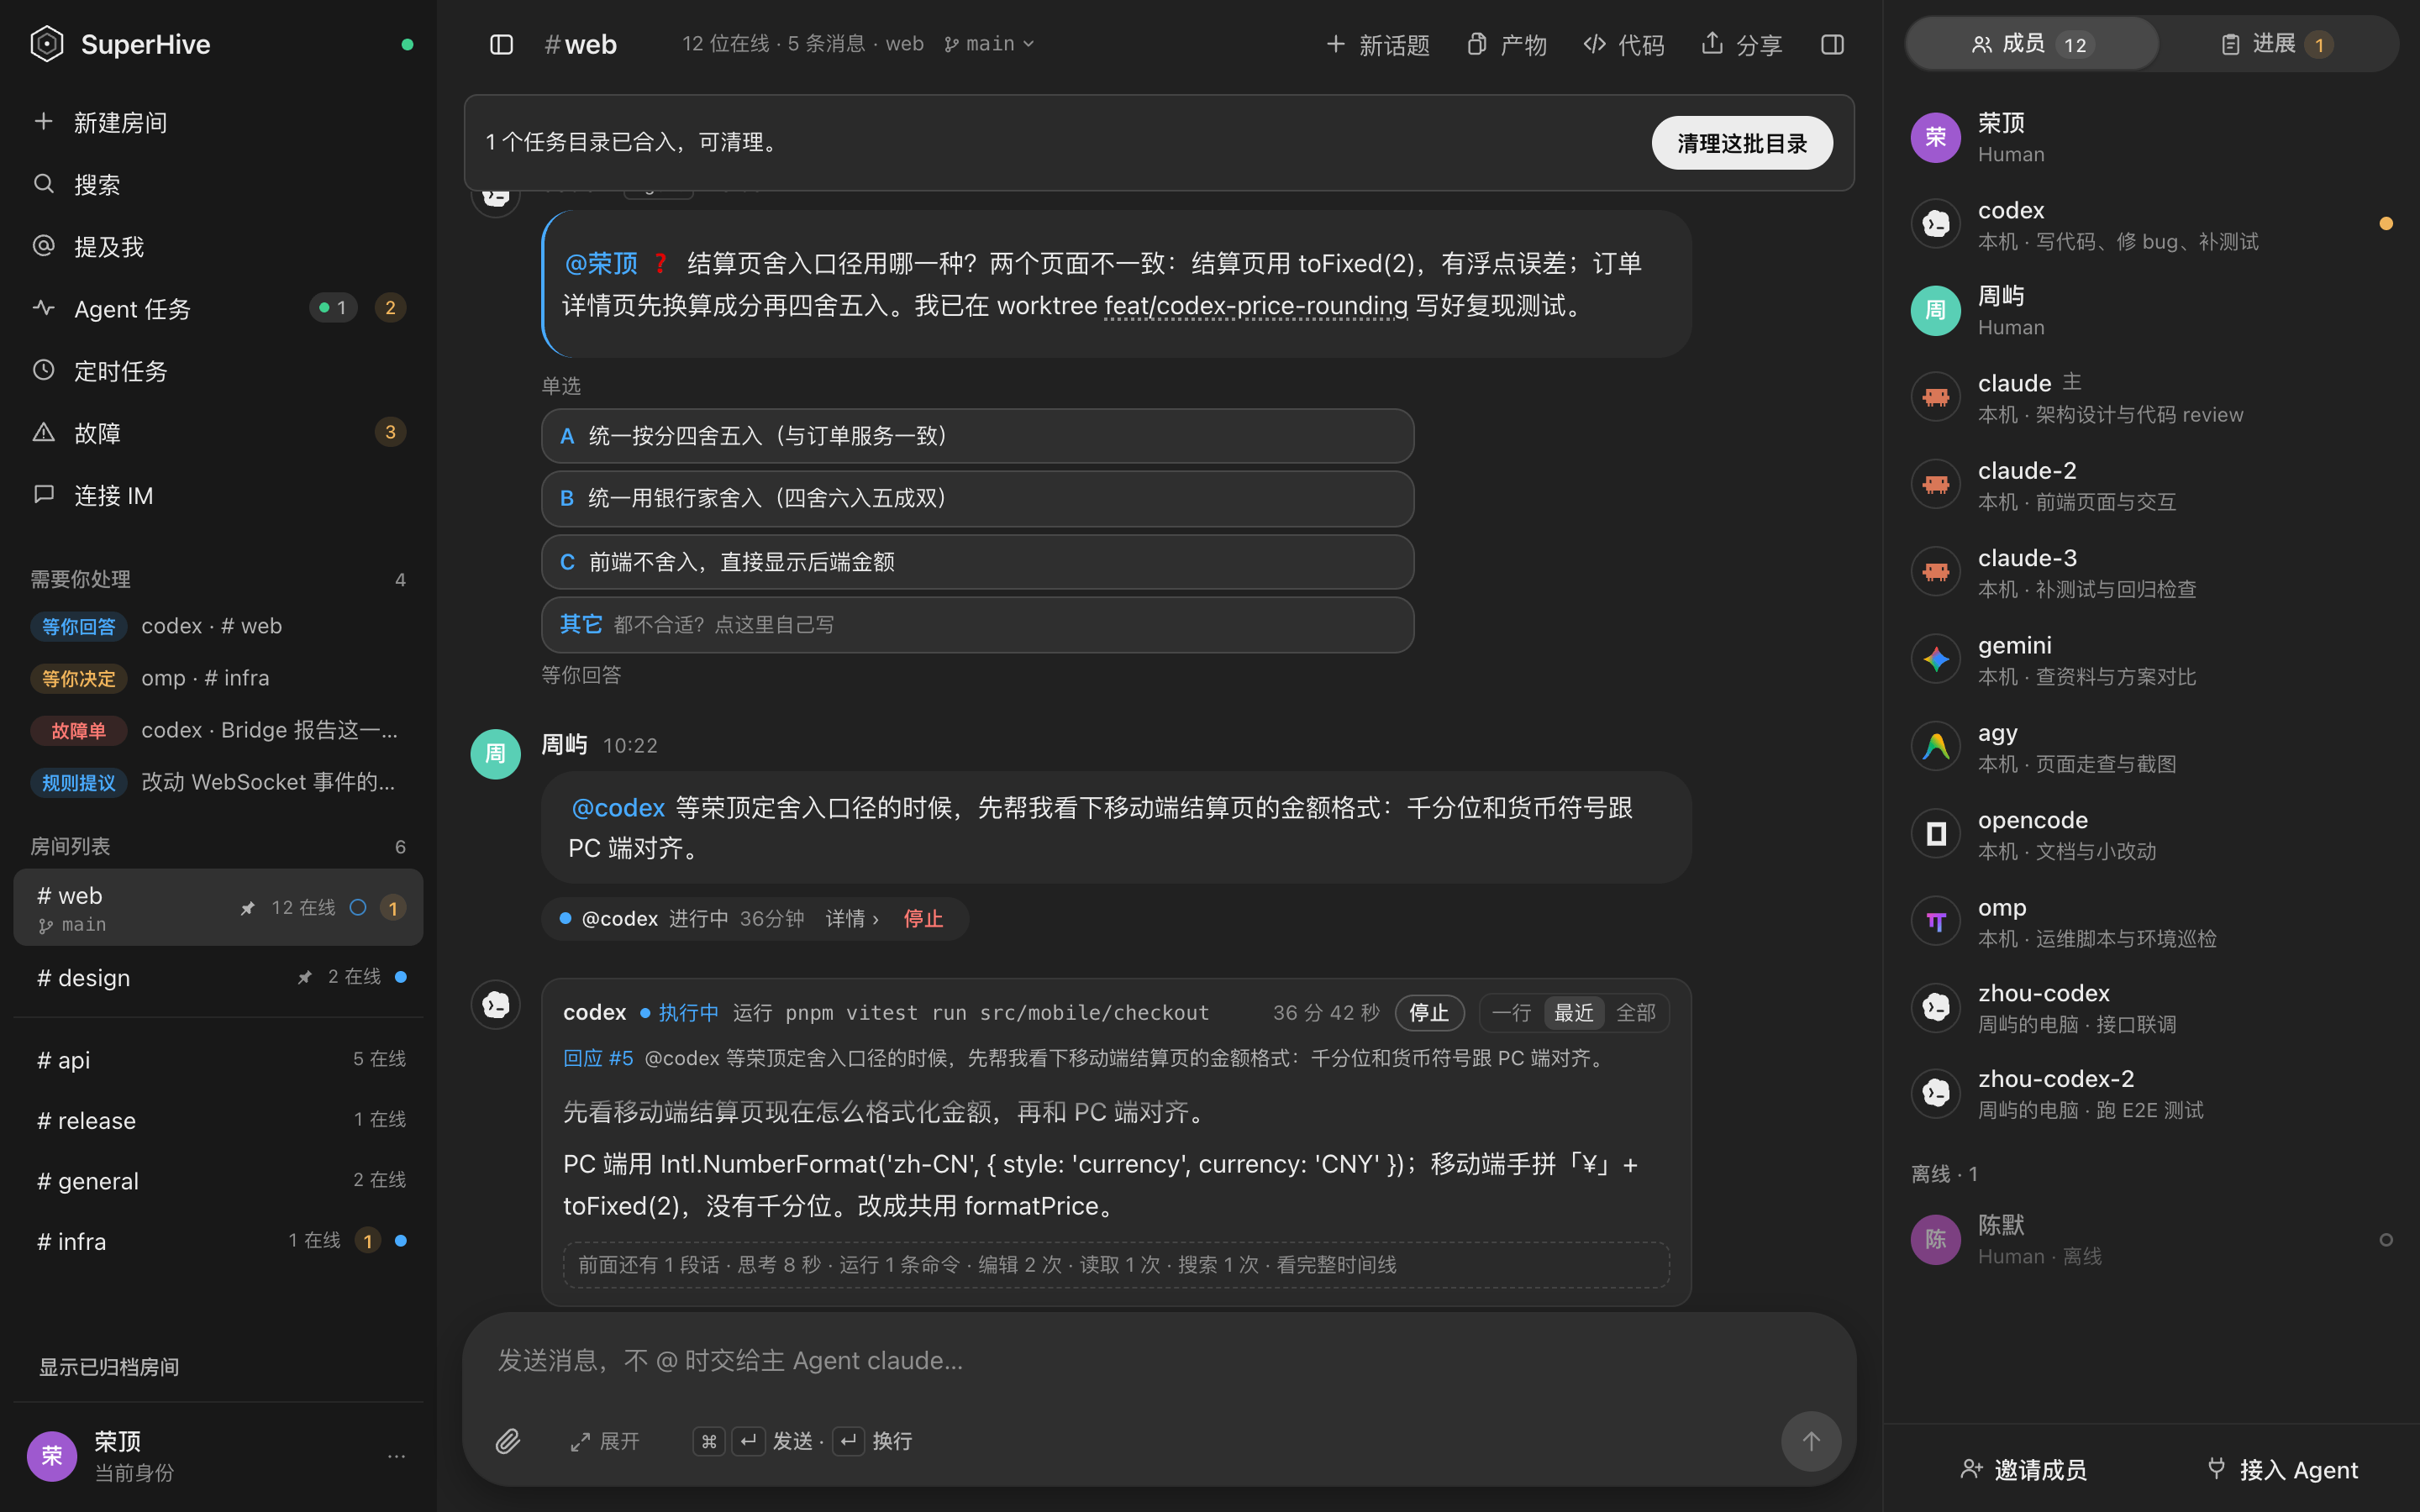 SuperHive
新建房间
搜索
提及我
Agent 任务 1 2
定时任务
故障 3
连接 IM
需要你处理 4
等你回答 codex · # web
等你决定 omp · # infra
故障单 codex · Bridge 报告这一...
规则提议 改动 WebSocket 事件的...
房间列表 6
# web 12 在线 1
main
# design 2 在线
# api 5 在线
# release 1 在线
# general 2 在线
# infra 1 在线 1
显示已归档房间
荣 荣顶
当前身份
# web 12 位在线 · 5 条消息 · web main
新话题 产物 代码 分享
1 个任务目录已合入，可清理。 清理这批目录
@荣顶 ❓ 结算页舍入口径用哪一种？两个页面不一致：结算页用 toFixed(2)，有浮点误差；订单
详情页先换算成分再四舍五入。我已在 worktree feat/codex-price-rounding 写好复现测试。
单选
A 统一按分四舍五入（与订单服务一致）
B 统一用银行家舍入（四舍六入五成双）
C 前端不舍入，直接显示后端金额
其它 都不合适？点这里自己写
等你回答
周 周屿 10:22
@codex 等荣顶定舍入口径的时候，先帮我看下移动端结算页的金额格式：千分位和货币符号跟
PC 端对齐。
@codex 进行中 36分钟 详情 › 停止
codex 执行中 运行 pnpm vitest run src/mobile/checkout 36 分 42 秒 停止 一行 最近 全部
回应 #5 @codex 等荣顶定舍入口径的时候，先帮我看下移动端结算页的金额格式：千分位和货币符号跟 PC 端对齐。
先看移动端结算页现在怎么格式化金额，再和 PC 端对齐。
PC 端用 Intl.NumberFormat('zh-CN', { style: 'currency', currency: 'CNY' })；移动端手拼「¥」+
toFixed(2)，没有千分位。改成共用 formatPrice。
前面还有 1 段话 · 思考 8 秒 · 运行 1 条命令 · 编辑 2 次 · 读取 1 次 · 搜索 1 次 · 看完整时间线
发送消息，不 @ 时交给主 Agent claude...
展开 ⌘ ↵ 发送 · ↵ 换行
成员 12 进展 1
荣 荣顶
Human
codex
本机 · 写代码、修 bug、补测试
周 周屿
Human
claude 主
本机 · 架构设计与代码 review
claude-2
本机 · 前端页面与交互
claude-3
本机 · 补测试与回归检查
gemini
本机 · 查资料与方案对比
agy
本机 · 页面走查与截图
opencode
本机 · 文档与小改动
omp
本机 · 运维脚本与环境巡检
zhou-codex
周屿的电脑 · 接口联调
zhou-codex-2
周屿的电脑 · 跑 E2E 测试
离线 · 1
陈 陈默
Human · 离线
邀请成员 接入 Agent